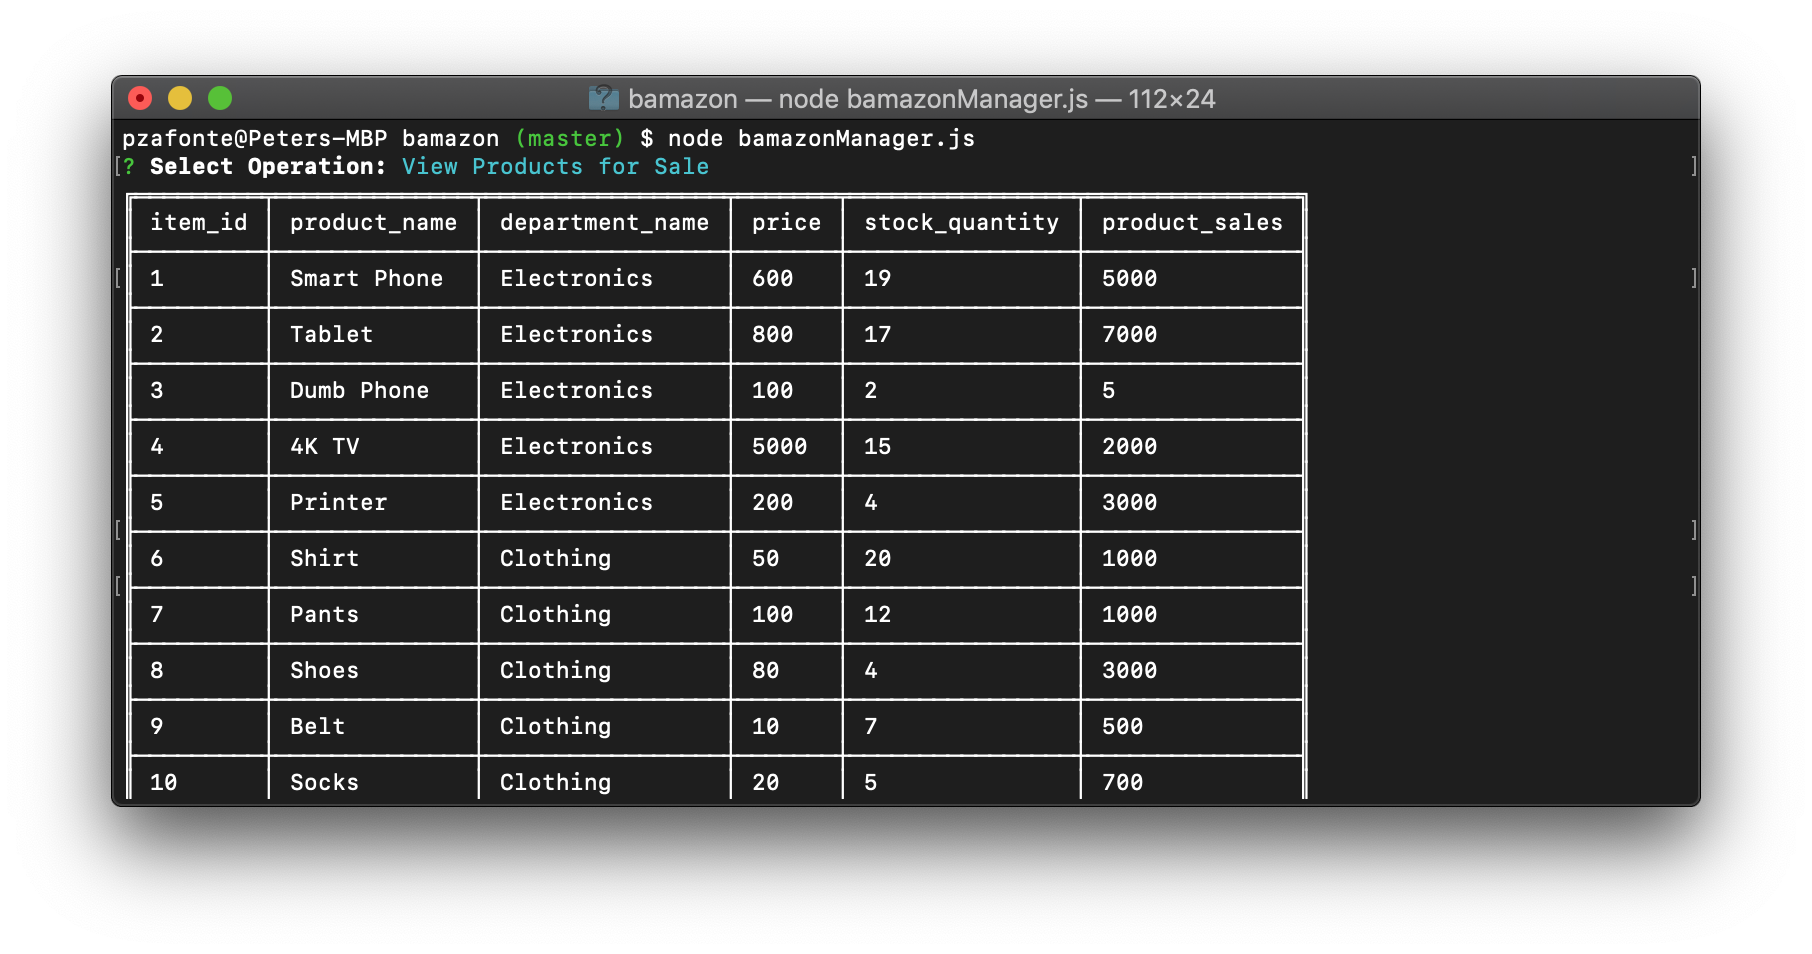 bamazon — node bamazonManager.js — 112×24
pzafonte@Peters-MBP bamazon (master) $ node bamazonManager.js
[? Select Operation: View Products for Sale ]
item_id product_name department_name price stock_quantity product_sales
[ 1 Smart Phone Electronics 600 19 5000 ]
2 Tablet Electronics 800 17 7000
3 Dumb Phone Electronics 100 2 5
4 4K TV Electronics 5000 15 2000
5 Printer Electronics 200 4 3000
[ ]
6 Shirt Clothing 50 20 1000
[ ]
7 Pants Clothing 100 12 1000
8 Shoes Clothing 80 4 3000
9 Belt Clothing 10 7 500
10 Socks Clothing 20 5 700